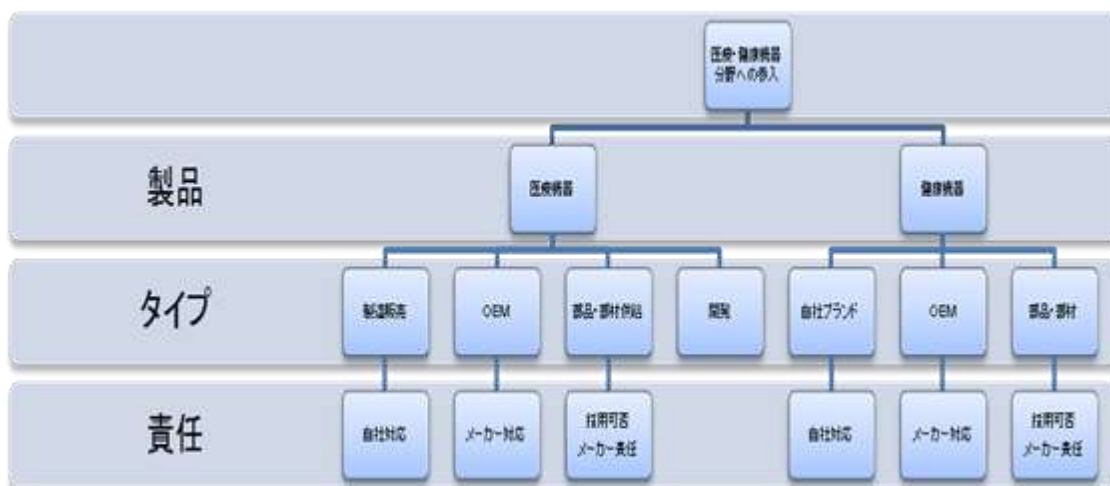 医療・健康機器
分野への参入
製品
医療機器
健康機器
タイプ
製造販売
OEM
部品・部材供給
開発
自社ブランド
OEM
部品・部材
責任
自社対応
メーカー対応
採用可否
メーカー責任
自社対応
メーカー対応
採用可否
メーカー責任